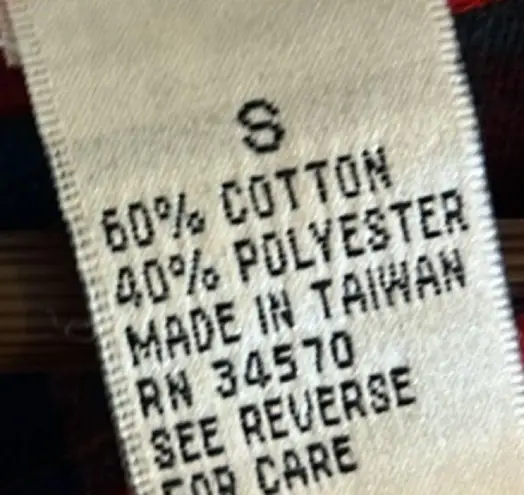 S
60% COTTON
40% POLYESTER
MADE IN TAIWAN
RN 34570
SEE REVERSE
FOR CARE